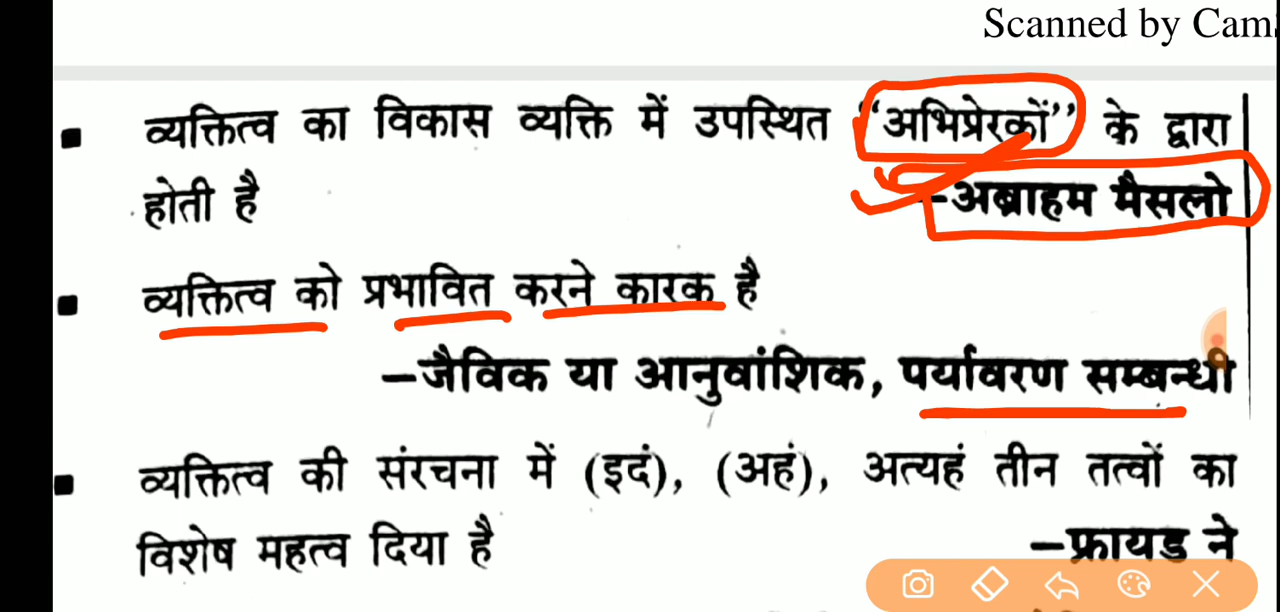 Scanned by Cam
व्यक्तित्व का विकास व्यक्ति में उपस्थित "अभिप्रेरकों" के द्वारा
होती है –अब्राहम मैसलो
व्यक्तित्व को प्रभावित करने कारक है
–जैविक या आनुवांशिक, पर्यावरण सम्बन्धी
व्यक्तित्व की संरचना में (इदं), (अहं), अत्यहं तीन तत्वों का
विशेष महत्व दिया है –फ्रायड ने